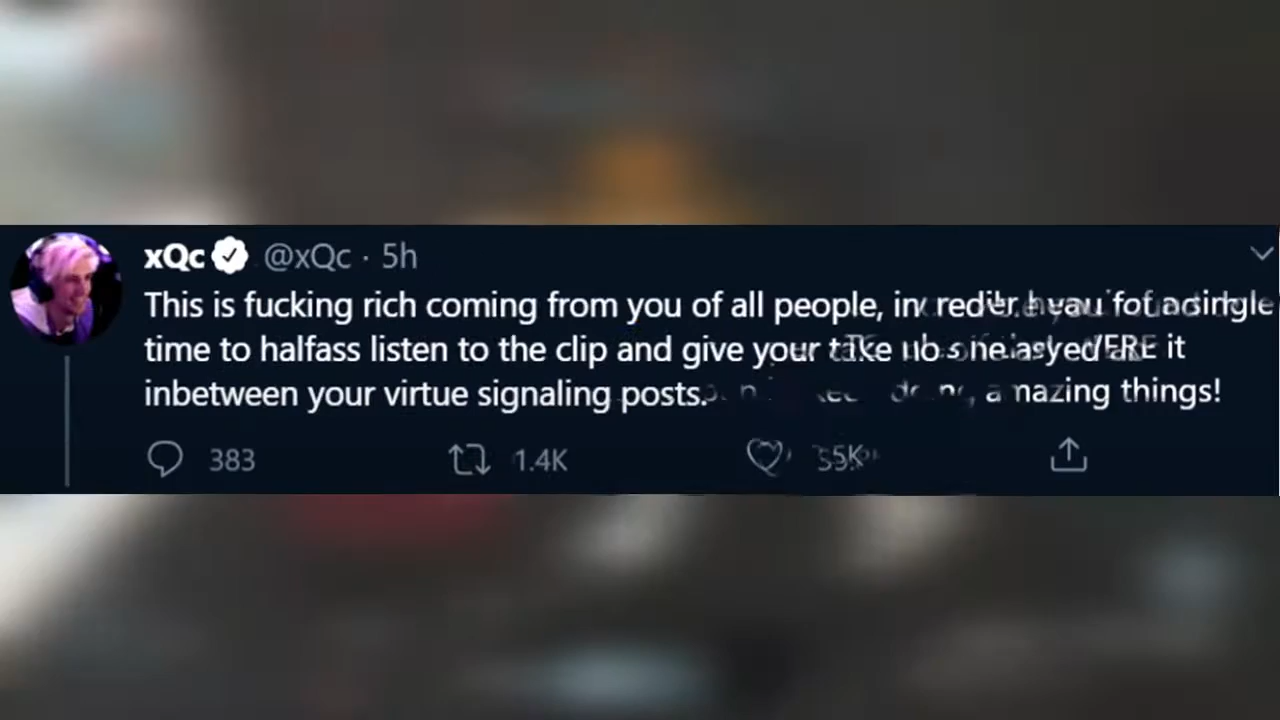 xQc @xQc · 5h
This is fucking rich coming from you of all people,
time to halfass listen to the clip and give your it
inbetween your virtue signaling posts. amazing things!
383 1.4K